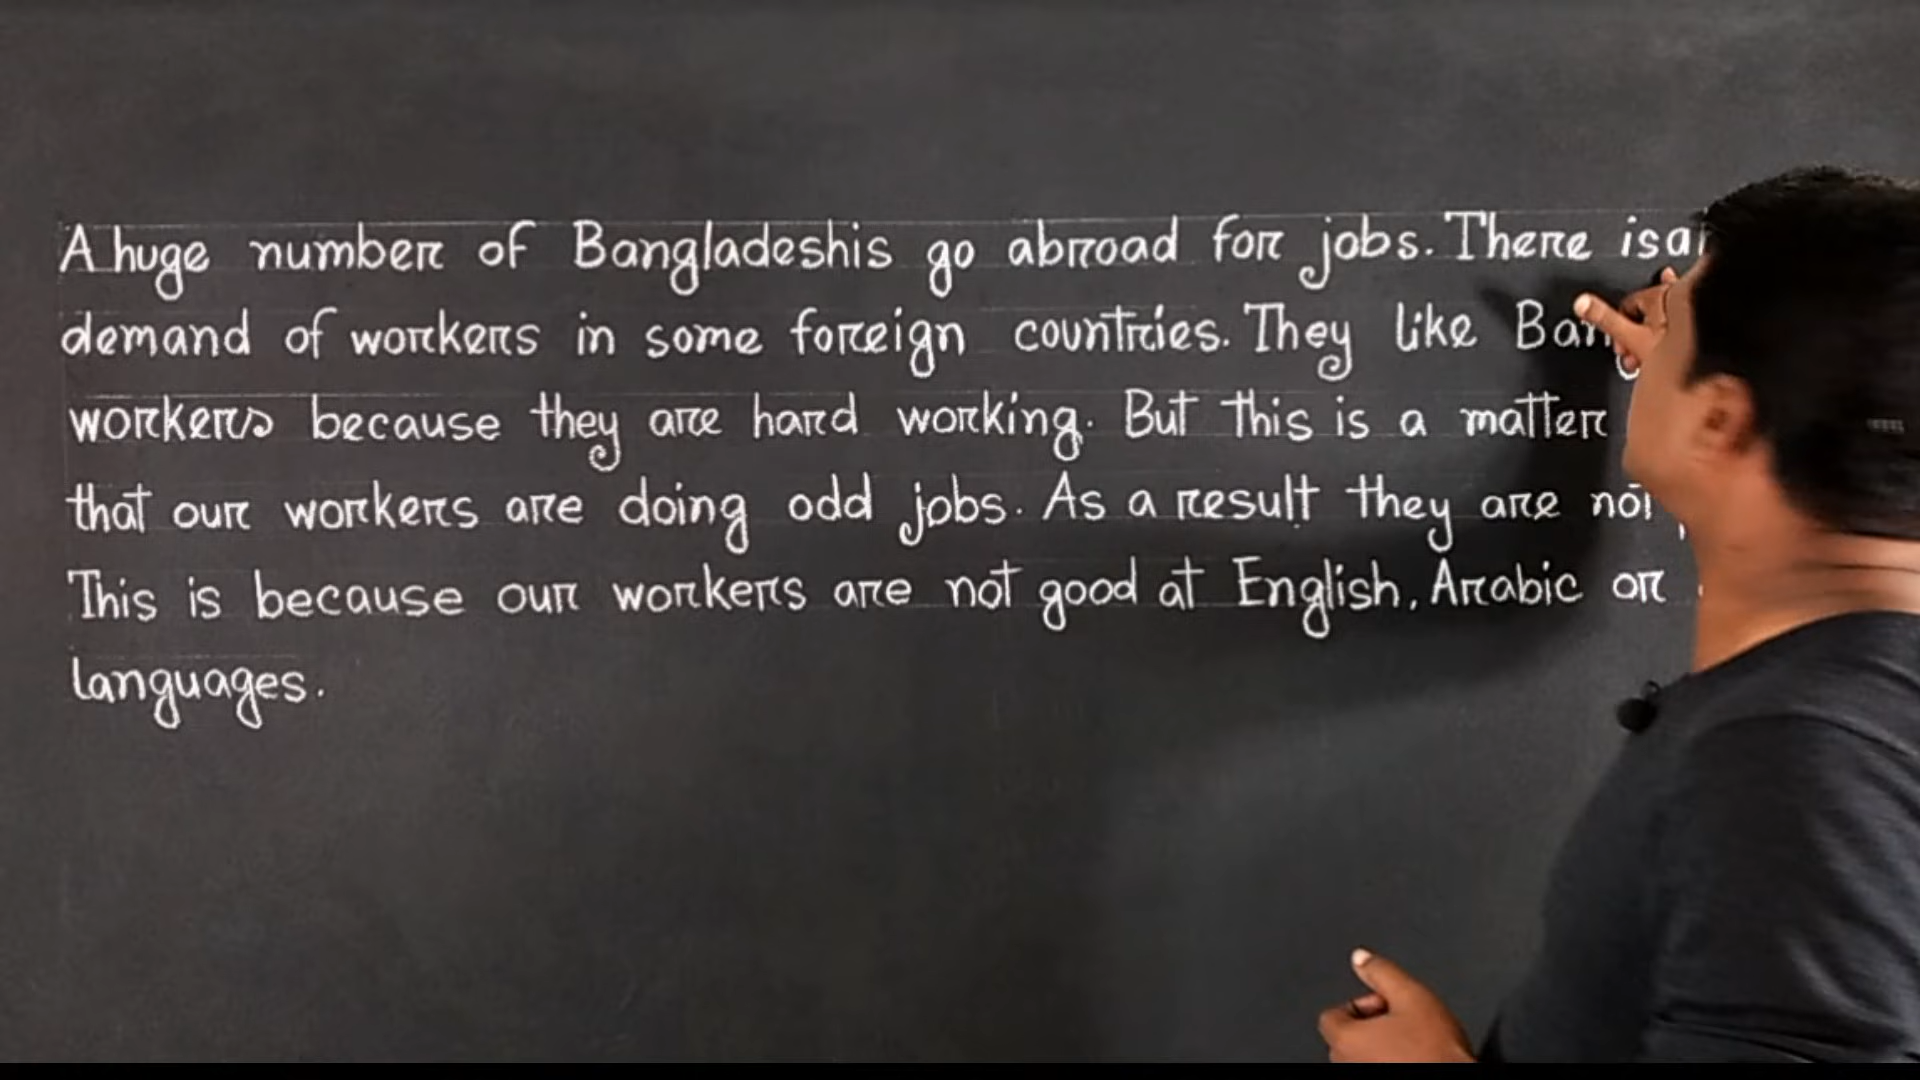 A huge number of Bangladeshis go abroad for jobs. There is
demand of workers in some foreign countries. They like
workers because they are hard working. But this is a matter
that our workers are doing odd jobs. As a result they are not
This is because our workers are not good at English, Arabic or
languages.